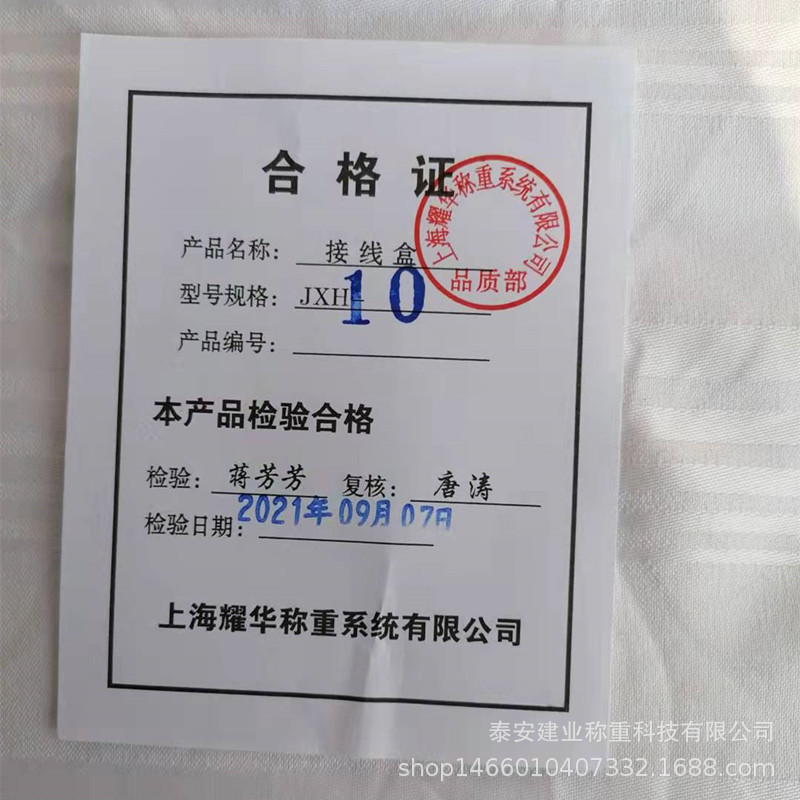 合格证
产品名称： 接线盒
型号规格： JXH-10
产品编号：
本产品检验合格
检验： 蒋芳芳 复核： 唐涛
检验日期： 2021年09月07日
上海耀华称重系统有限公司
上海耀华称重系统有限公司
品质部
泰安建业称重科技有限公司
shop1466010407332.1688.com